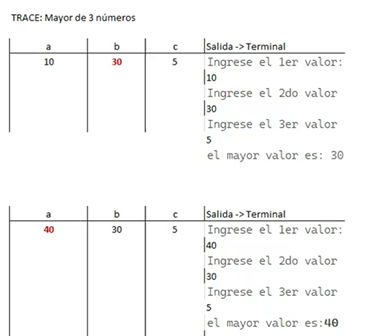 TRACE: Mayor de 3 números
a b c Salida -> Terminal
10 30 5 Ingrese el 1er valor:
10
Ingrese el 2do valor
30
Ingrese el 3er valor
5
el mayor valor es: 30
a b c Salida -> Terminal
40 30 5 Ingrese el 1er valor:
40
Ingrese el 2do valor
30
Ingrese el 3er valor
5
el mayor valor es:40